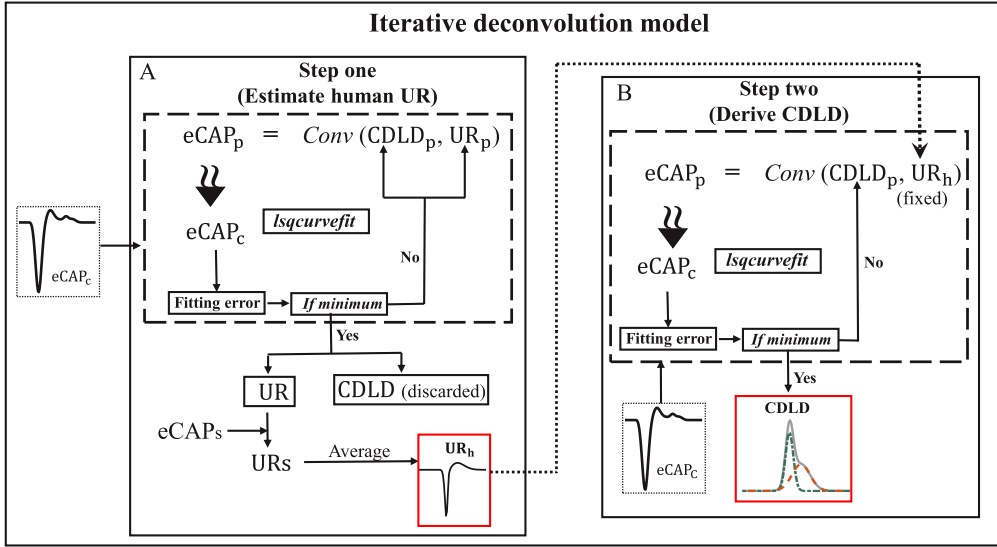 Iterative deconvolution model
A
Step one
(Estimate human UR)
eCAPp = Conv (CDLDp, URp)
eCAPc
lsqcurvefit
No
Fitting error
If minimum
Yes
eCAPc
UR
CDLD (discarded)
eCAPs
URs
Average
URh
B
Step two
(Derive CDLD)
eCAPp = Conv (CDLDp, URh)
(fixed)
eCAPc
lsqcurvefit
No
Fitting error
If minimum
Yes
eCAPC
CDLD